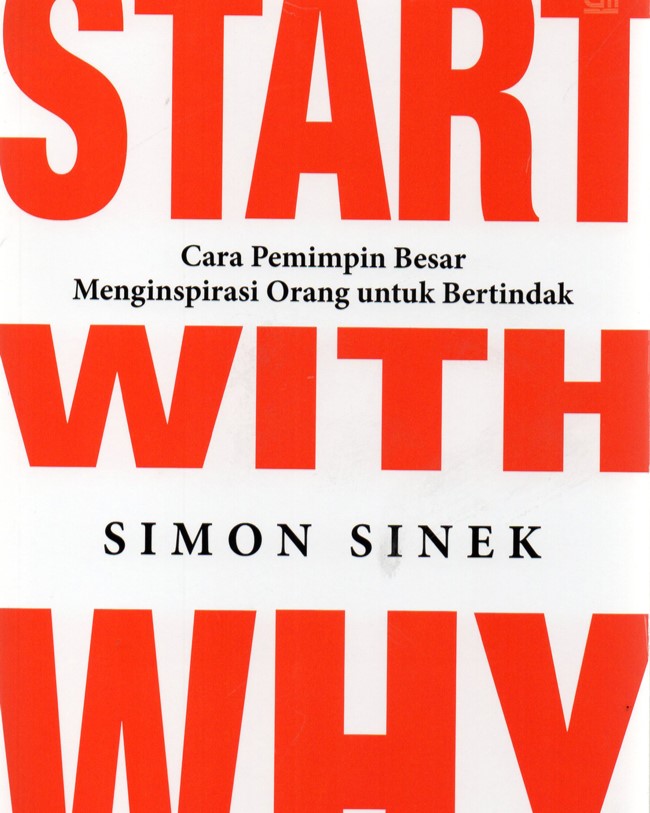 START
Cara Pemimpin Besar
Menginspirasi Orang untuk Bertindak
WITH
SIMON SINEK
WHY